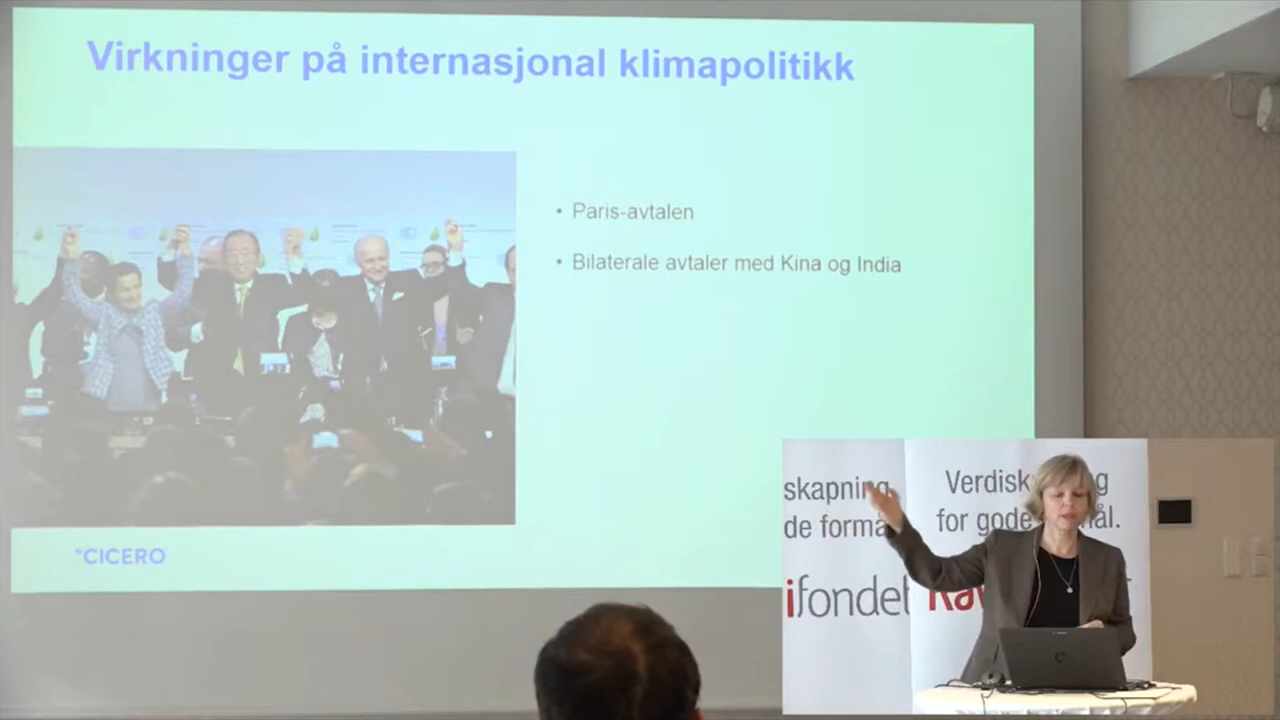 Virkninger på internasjonal klimapolitikk
• Paris-avtalen
• Bilaterale avtaler med Kina og India
°CICERO
skapning
de formå
ifondet
Verdisk g
for gode ål.